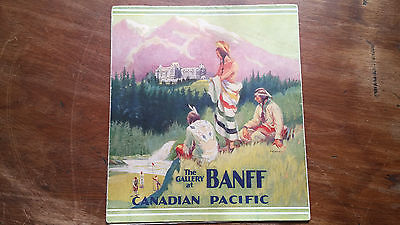 The
GALLERY BANFF
at
CANADIAN PACIFIC